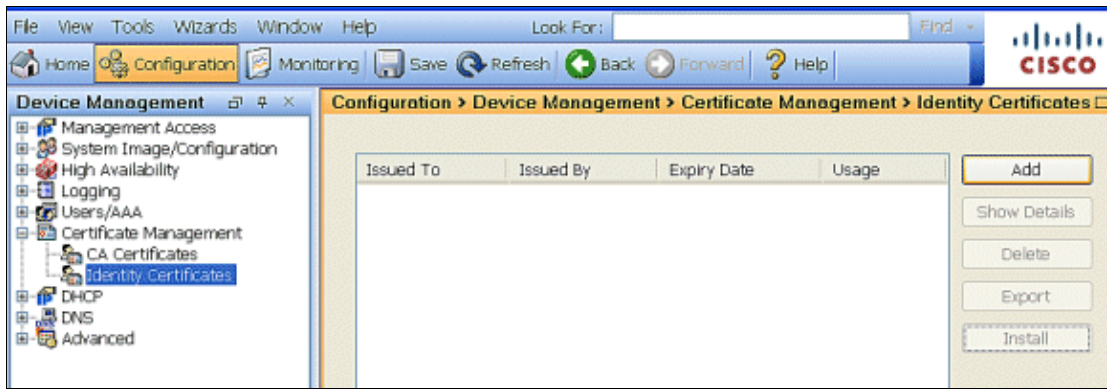 File View Tools Wizards Window Help Look For: Find
Home Configuration Monitoring Save Refresh Back Forward Help
CISCO
Device Management
Configuration > Device Management > Certificate Management > Identity Certificates
Management Access
System Image/Configuration
High Availability
Logging
Users/AAA
Certificate Management
CA Certificates
Identity Certificates
DHCP
DNS
Advanced
Issued To Issued By Expiry Date Usage
Add
Show Details
Delete
Export
Install